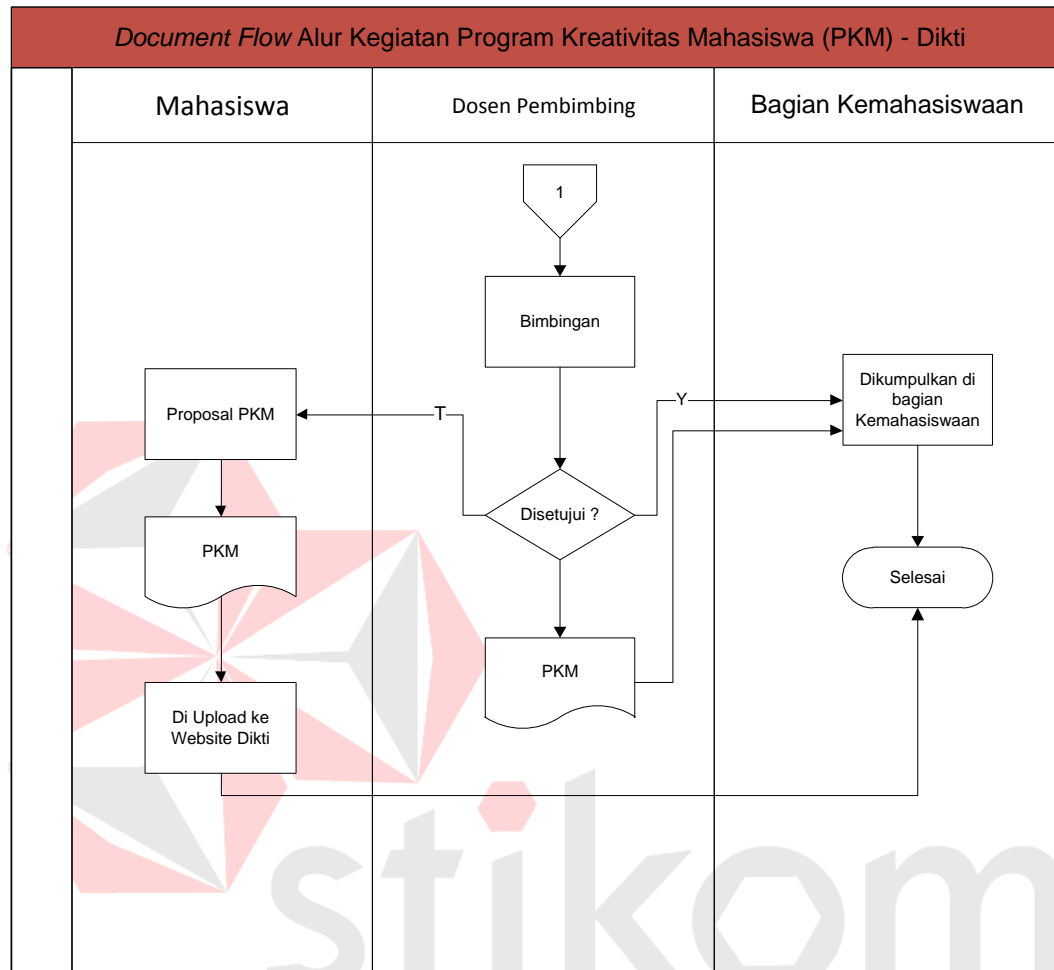 Document Flow Alur Kegiatan Program Kreativitas Mahasiswa (PKM) - Dikti
Mahasiswa
Dosen Pembimbing
Bagian Kemahasiswaan
1
Bimbingan
Proposal PKM
T
Y
Dikumpulkan di
bagian
Kemahasiswaan
Disetujui ?
PKM
Selesai
PKM
Di Upload ke
Website Dikti
stikom